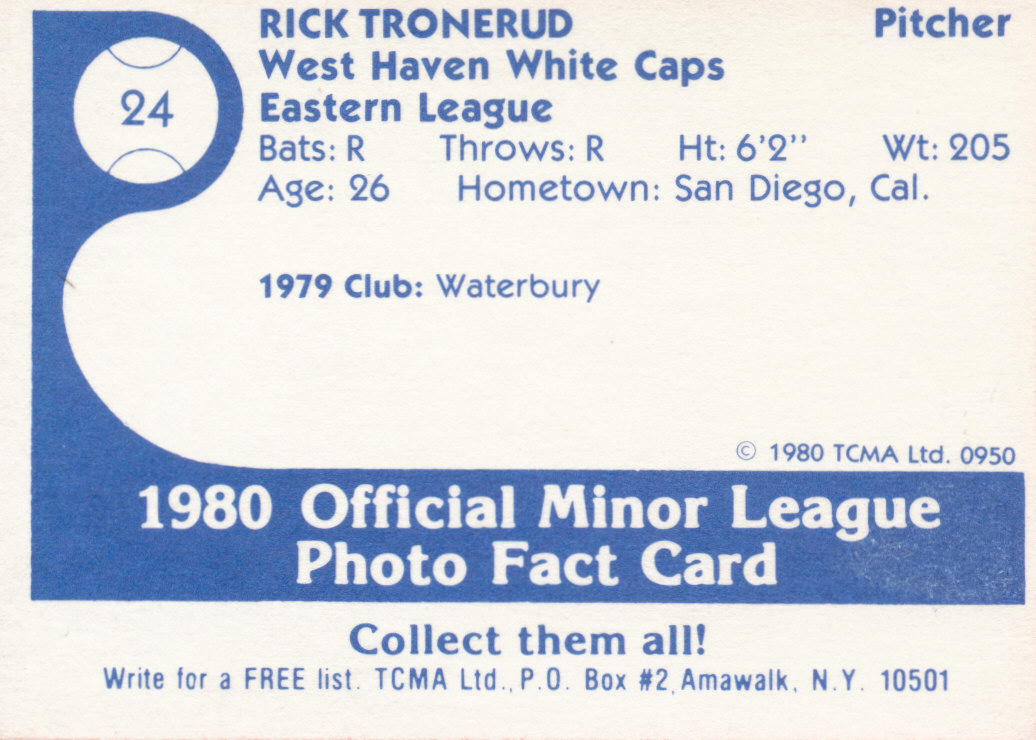 RICK TRONERUD Pitcher
West Haven White Caps
Eastern League
24
Bats: R Throws: R Ht: 6'2" Wt: 205
Age: 26 Hometown: San Diego, Cal.
1979 Club: Waterbury
© 1980 TCMA Ltd. 0950
1980 Official Minor League
Photo Fact Card
Collect them all!
Write for a FREE list. TCMA Ltd., P.O. Box #2, Amawalk, N.Y. 10501